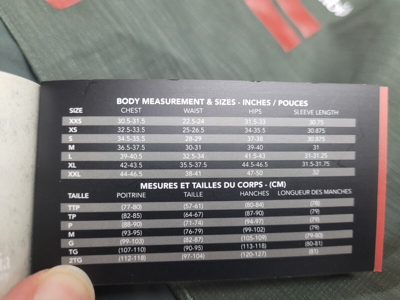 BODY MEASUREMENT & SIZES - INCHES / POUCES
SIZE CHEST WAIST HIPS SLEEVE LENGTH
XXS 30.5-31.5 22.5-24 31.5-33 30.75
XS 32.5-33.5 25-26.5 34-35.5 30.875
S 34.5-35.5 28-29 37-38 30.875
M 36.5-37.5 30-31 39-40 31
L 39-40.5 32.5-34 41.5-43 31-31.25
XL 42-43.5 35.5-37.5 44.5-46.5 31.5-31.75
XXL 44.5-46 38-41 47-50 32
MESURES ET TAILLES DU CORPS - (CM)
TAILLE POITRINE TAILLE HANCHES LONGUEUR DES MANCHES
TTP (77-80) (57-61) (80-84) (78)
TP (82-85) (64-67) (87-90) (79)
P (88-90) (71-74) (94-97) (79)
M (93-95) (76-79) (99-102) (79)
G (99-103) (82-87) (105-109) (79-80)
TG (107-110) (90-95) (113-118) (80-81)
2TG (112-118) (97-104) (120-127) (81)